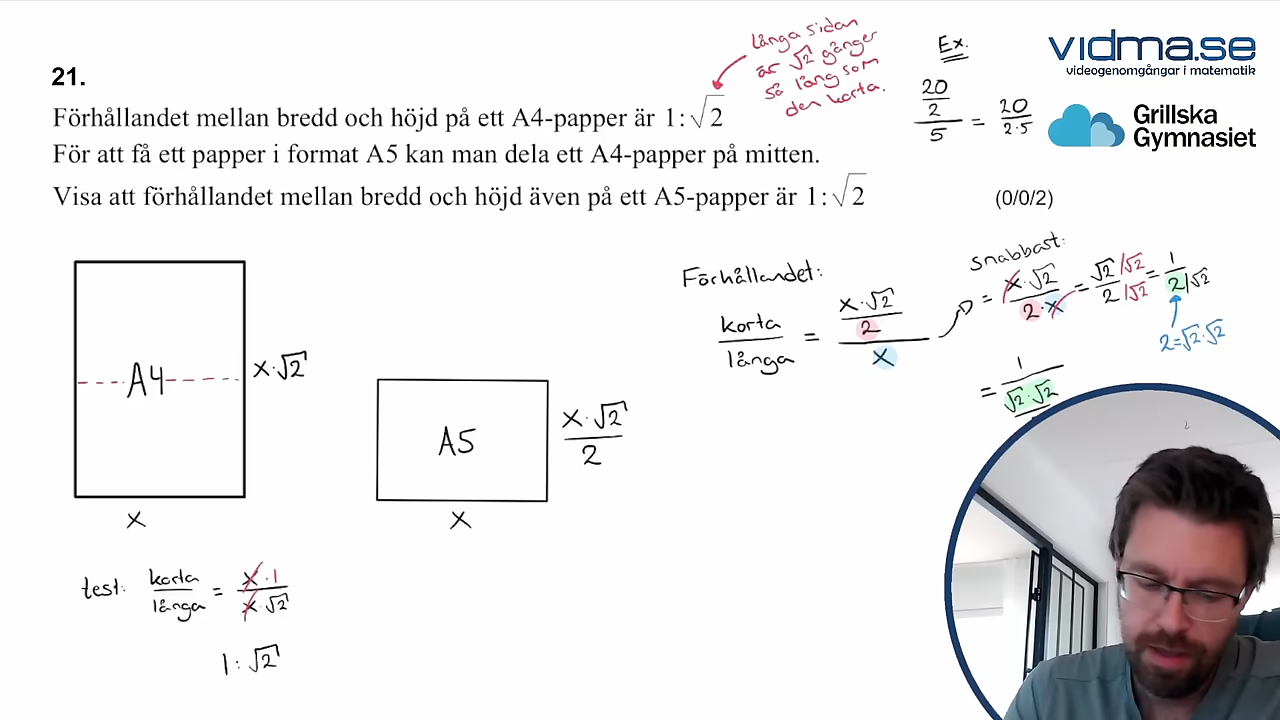 21.
Förhållandet mellan bredd och höjd på ett A4-papper är 1:√2
För att få ett papper i format A5 kan man dela ett A4-papper på mitten.
Visa att förhållandet mellan bredd och höjd även på ett A5-papper är 1:√2
(0/0/2)
långa sidan
är √2 gånger
så lång som
den korta.
Ex.
20/2 / 5 = 20/2·5
vidma.se
videogenomgångar i matematik
Grillska
Gymnasiet
A4
x·√2
x
A5
x·√2/2
x
test: korta/långa = x·1/x·√2
1:√2
Förhållandet:
korta/långa = x·√2/2 / x
snabbast:
= x·√2/2·x = √2/√2 / 2/√2 = 1 / 2/√2
2=√2·√2
= 1 / √2·√2